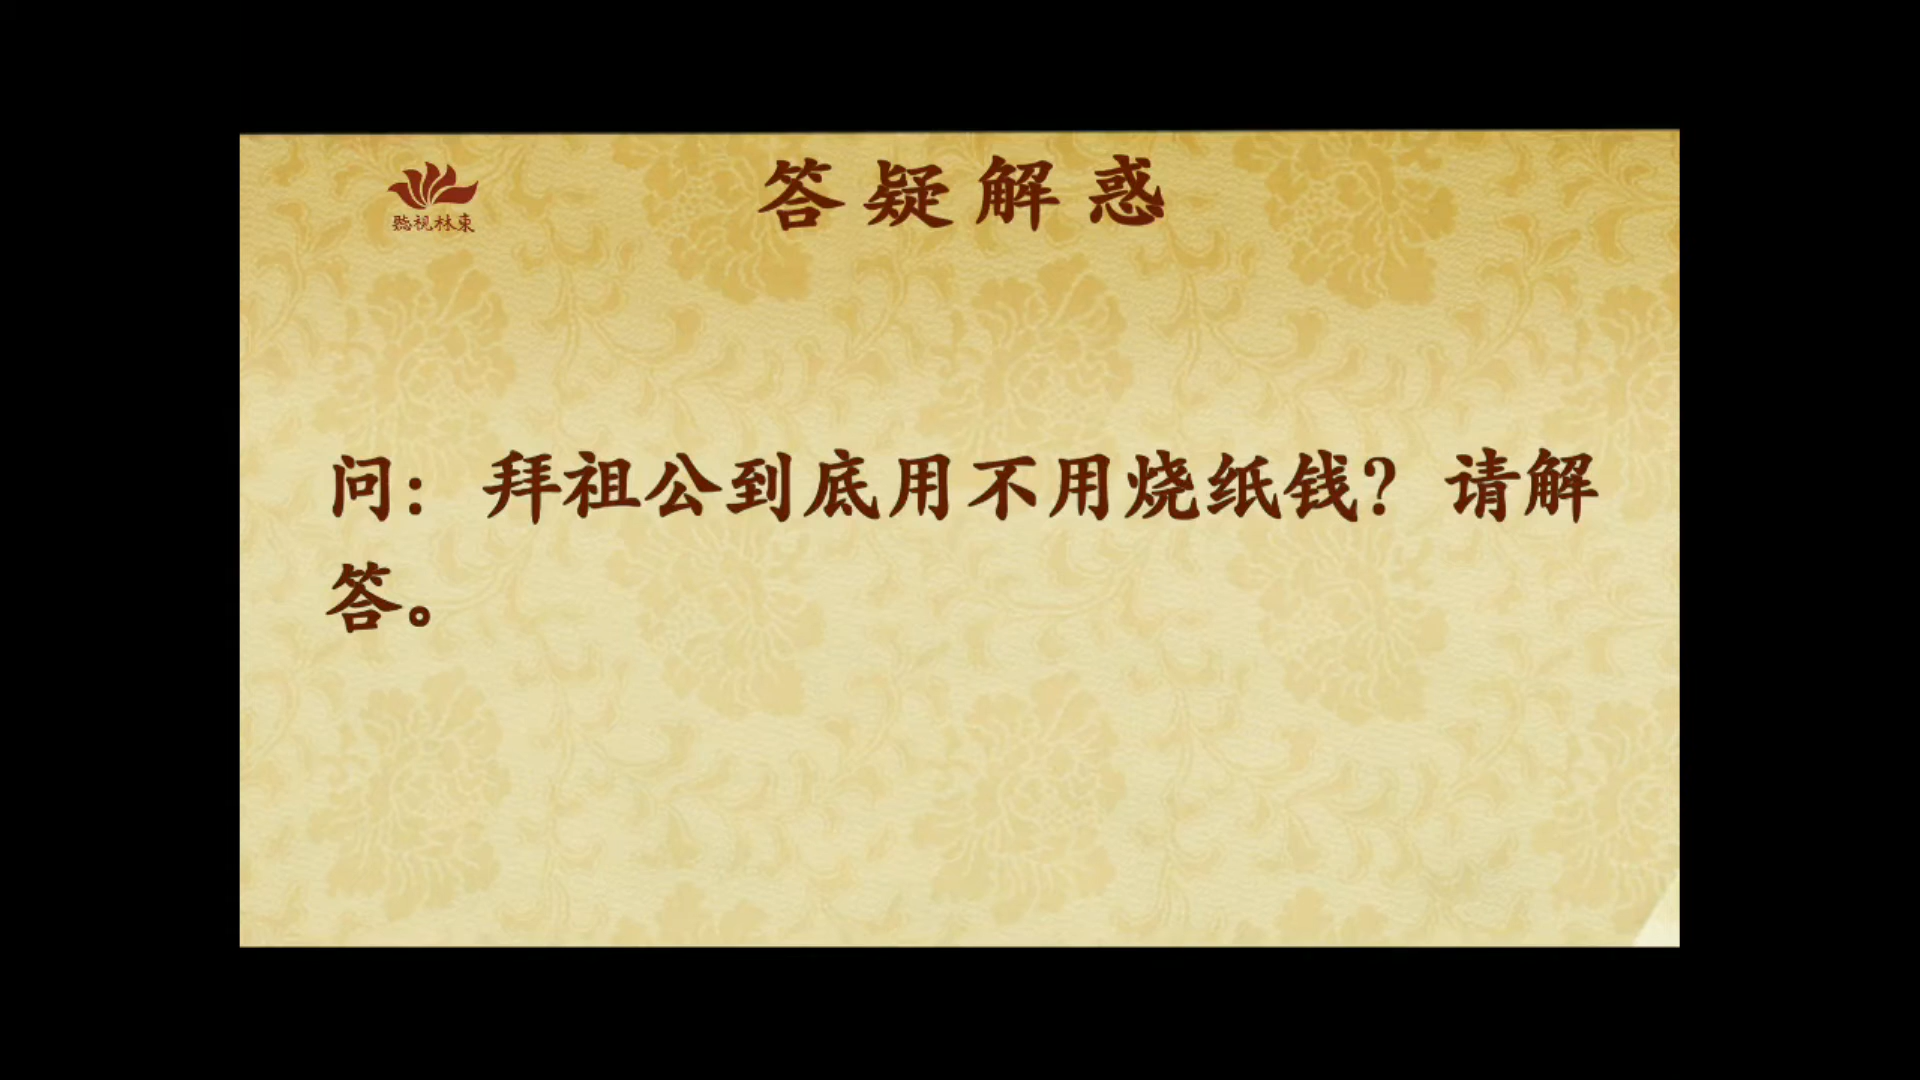 答疑解惑
聽视林東
问：拜祖公到底用不用烧纸钱？请解
答。